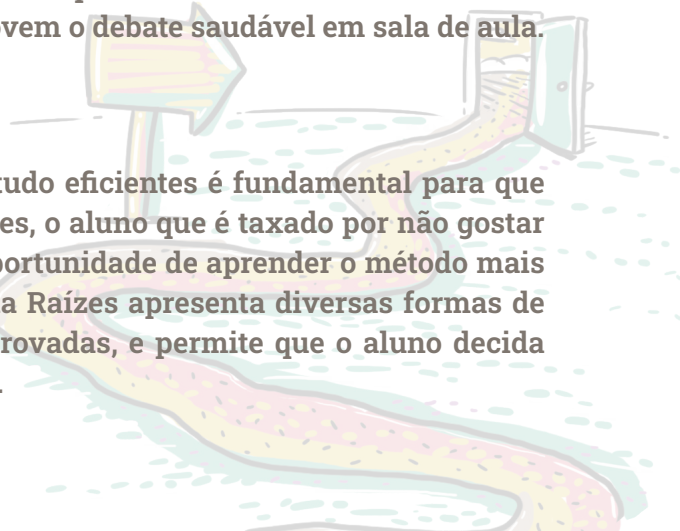 vem o debate saudável em sala de aula.
tudo eficientes é fundamental para que
es, o aluno que é taxado por não gostar
portunidade de aprender o método mais
a Raízes apresenta diversas formas de
rovadas, e permite que o aluno decida
.